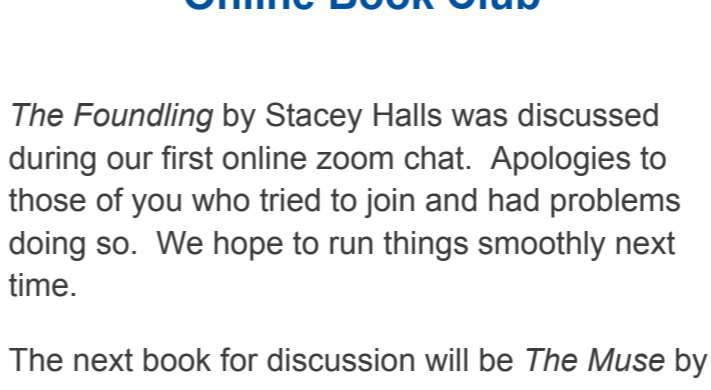 Online Book Club
The Foundling by Stacey Halls was discussed
during our first online zoom chat.  Apologies to
those of you who tried to join and had problems
doing so.  We hope to run things smoothly next
time.
The next book for discussion will be The Muse by